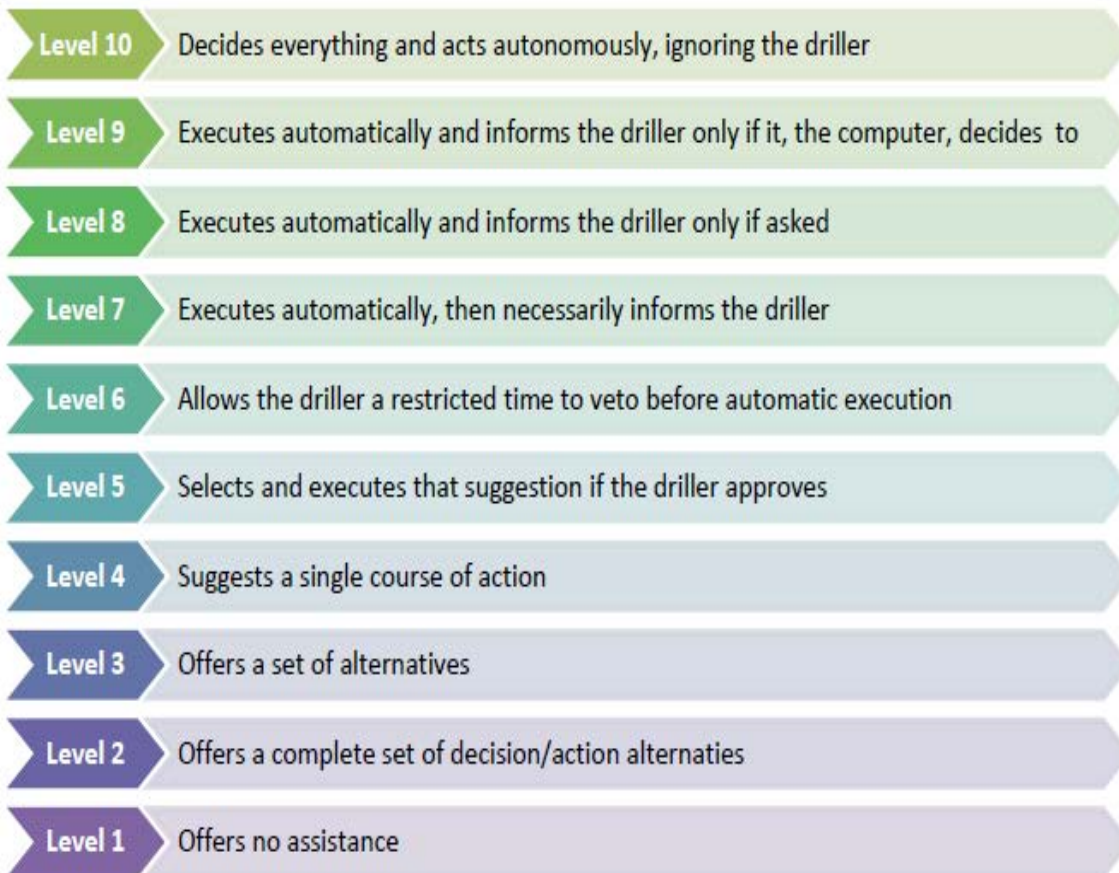 Level 10 Decides everything and acts autonomously, ignoring the driller
Level 9 Executes automatically and informs the driller only if it, the computer, decides to
Level 8 Executes automatically and informs the driller only if asked
Level 7 Executes automatically, then necessarily informs the driller
Level 6 Allows the driller a restricted time to veto before automatic execution
Level 5 Selects and executes that suggestion if the driller approves
Level 4 Suggests a single course of action
Level 3 Offers a set of alternatives
Level 2 Offers a complete set of decision/action alternaties
Level 1 Offers no assistance